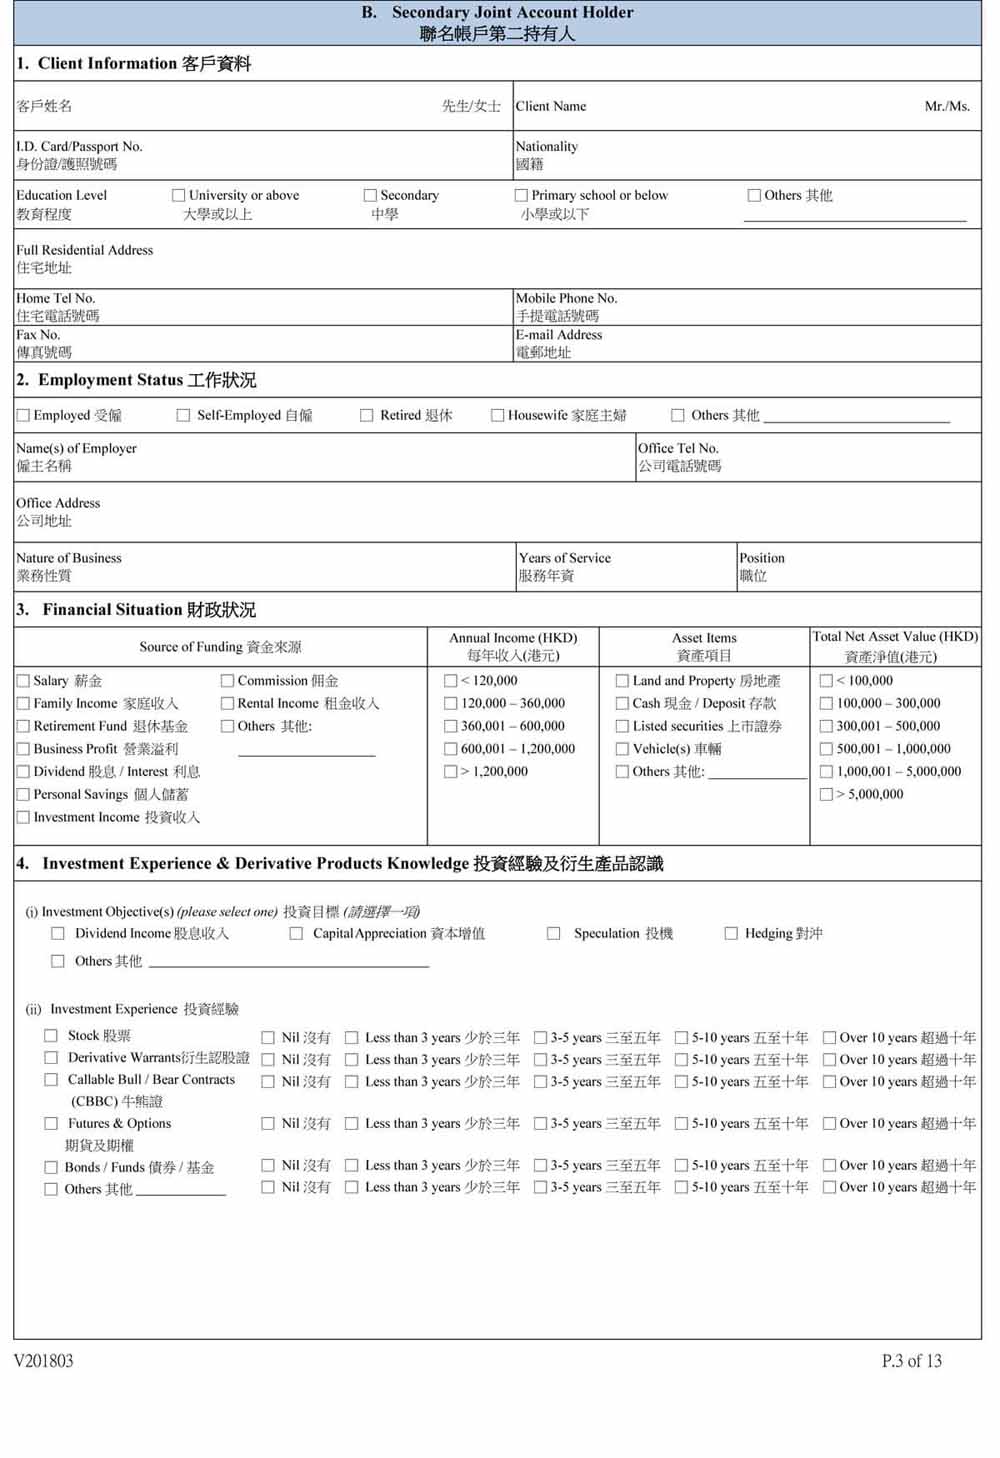 B. Secondary Joint Account Holder
聯名帳戶第二持有人
1. Client Information 客戶資料
客戶姓名 先生/女士 Client Name Mr./Ms.
I.D. Card/Passport No. Nationality
身份證/護照號碼 國籍
Education Level □ University or above □ Secondary □ Primary school or below □ Others 其他
教育程度 大學或以上 中學 小學或以下 ____________________
Full Residential Address
住宅地址
Home Tel No. Mobile Phone No.
住宅電話號碼 手提電話號碼
Fax No. E-mail Address
傳真號碼 電郵地址
2. Employment Status 工作狀況
□ Employed 受僱 □ Self-Employed 自僱 □ Retired 退休 □ Housewife 家庭主婦 □ Others 其他 ____________________
Name(s) of Employer Office Tel No.
僱主名稱 公司電話號碼
Office Address
公司地址
Nature of Business Years of Service Position
業務性質 服務年資 職位
3. Financial Situation 財政狀況
Source of Funding 資金來源 Annual Income (HKD) Asset Items Total Net Asset Value (HKD)
每年收入(港元) 資產項目 資產淨值(港元)
□ Salary 薪金 □ Commission 佣金 □ < 120,000 □ Land and Property 房地產 □ < 100,000
□ Family Income 家庭收入 □ Rental Income 租金收入 □ 120,000 – 360,000 □ Cash 現金 / Deposit 存款 □ 100,000 – 300,000
□ Retirement Fund 退休基金 □ Others 其他: □ 360,001 – 600,000 □ Listed securities 上市證券 □ 300,001 – 500,000
□ Business Profit 營業溢利 ____________________ □ 600,001 – 1,200,000 □ Vehicle(s) 車輛 □ 500,001 – 1,000,000
□ Dividend 股息 / Interest 利息 □ > 1,200,000 □ Others 其他: ______________ □ 1,000,001 – 5,000,000
□ Personal Savings 個人儲蓄 □ > 5,000,000
□ Investment Income 投資收入
4. Investment Experience & Derivative Products Knowledge 投資經驗及衍生產品認識
(i) Investment Objective(s) (please select one) 投資目標 (請選擇一項)
□ Dividend Income 股息收入 □ Capital Appreciation 資本增值 □ Speculation 投機 □ Hedging 對沖
□ Others 其他 ____________________
(ii) Investment Experience 投資經驗
□ Stock 股票 □ Nil 沒有 □ Less than 3 years 少於三年 □ 3-5 years 三至五年 □ 5-10 years 五至十年 □ Over 10 years 超過十年
□ Derivative Warrants衍生認股證 □ Nil 沒有 □ Less than 3 years 少於三年 □ 3-5 years 三至五年 □ 5-10 years 五至十年 □ Over 10 years 超過十年
□ Callable Bull / Bear Contracts □ Nil 沒有 □ Less than 3 years 少於三年 □ 3-5 years 三至五年 □ 5-10 years 五至十年 □ Over 10 years 超過十年
(CBBC) 牛熊證
□ Futures & Options □ Nil 沒有 □ Less than 3 years 少於三年 □ 3-5 years 三至五年 □ 5-10 years 五至十年 □ Over 10 years 超過十年
期貨及期權
□ Bonds / Funds 債券 / 基金 □ Nil 沒有 □ Less than 3 years 少於三年 □ 3-5 years 三至五年 □ 5-10 years 五至十年 □ Over 10 years 超過十年
□ Others 其他 ____________ □ Nil 沒有 □ Less than 3 years 少於三年 □ 3-5 years 三至五年 □ 5-10 years 五至十年 □ Over 10 years 超過十年
V201803 P.3 of 13